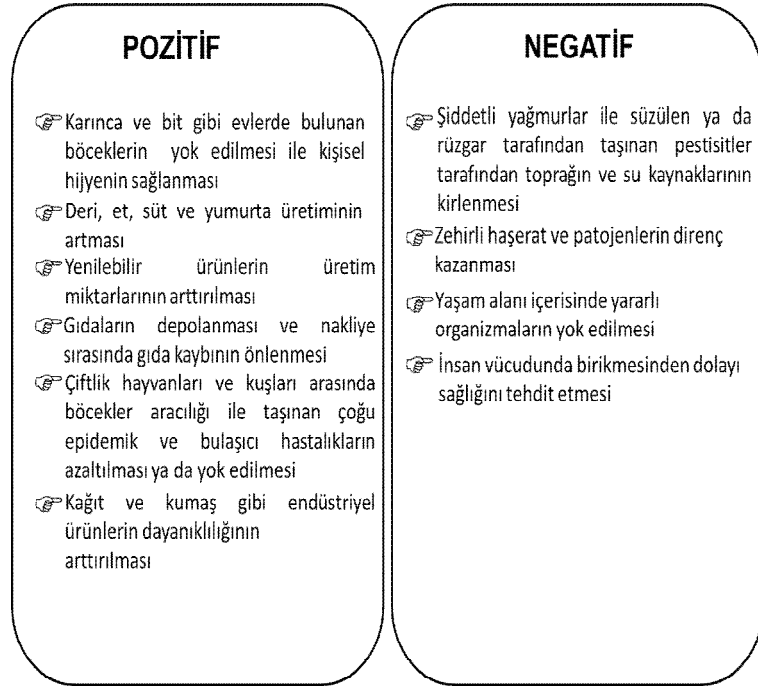 POZİTİF
☞Karınca ve bit gibi evlerde bulunan
böceklerin yok edilmesi ile kişisel
hijyenin sağlanması
☞Deri, et, süt ve yumurta üretiminin
artması
☞Yenilebilir ürünlerin üretim
miktarlarının arttırılması
☞Gıdaların depolanması ve nakliye
sırasında gıda kaybının önlenmesi
☞Çiftlik hayvanları ve kuşları arasında
böcekler aracılığı ile taşınan çoğu
epidemik ve bulaşıcı hastalıkların
azaltılması ya da yok edilmesi
☞Kağıt ve kumaş gibi endüstriyel
ürünlerin dayanıklılığının
arttırılması
NEGATİF
☞Şiddetli yağmurlar ile süzülen ya da
rüzgar tarafından taşınan pestisitler
tarafından toprağın ve su kaynaklarının
kirlenmesi
☞Zehirli haşerat ve patojenlerin direnç
kazanması
☞Yaşam alanı içerisinde yararlı
organizmaların yok edilmesi
☞ İnsan vücudunda birikmesinden dolayı
sağlığını tehdit etmesi